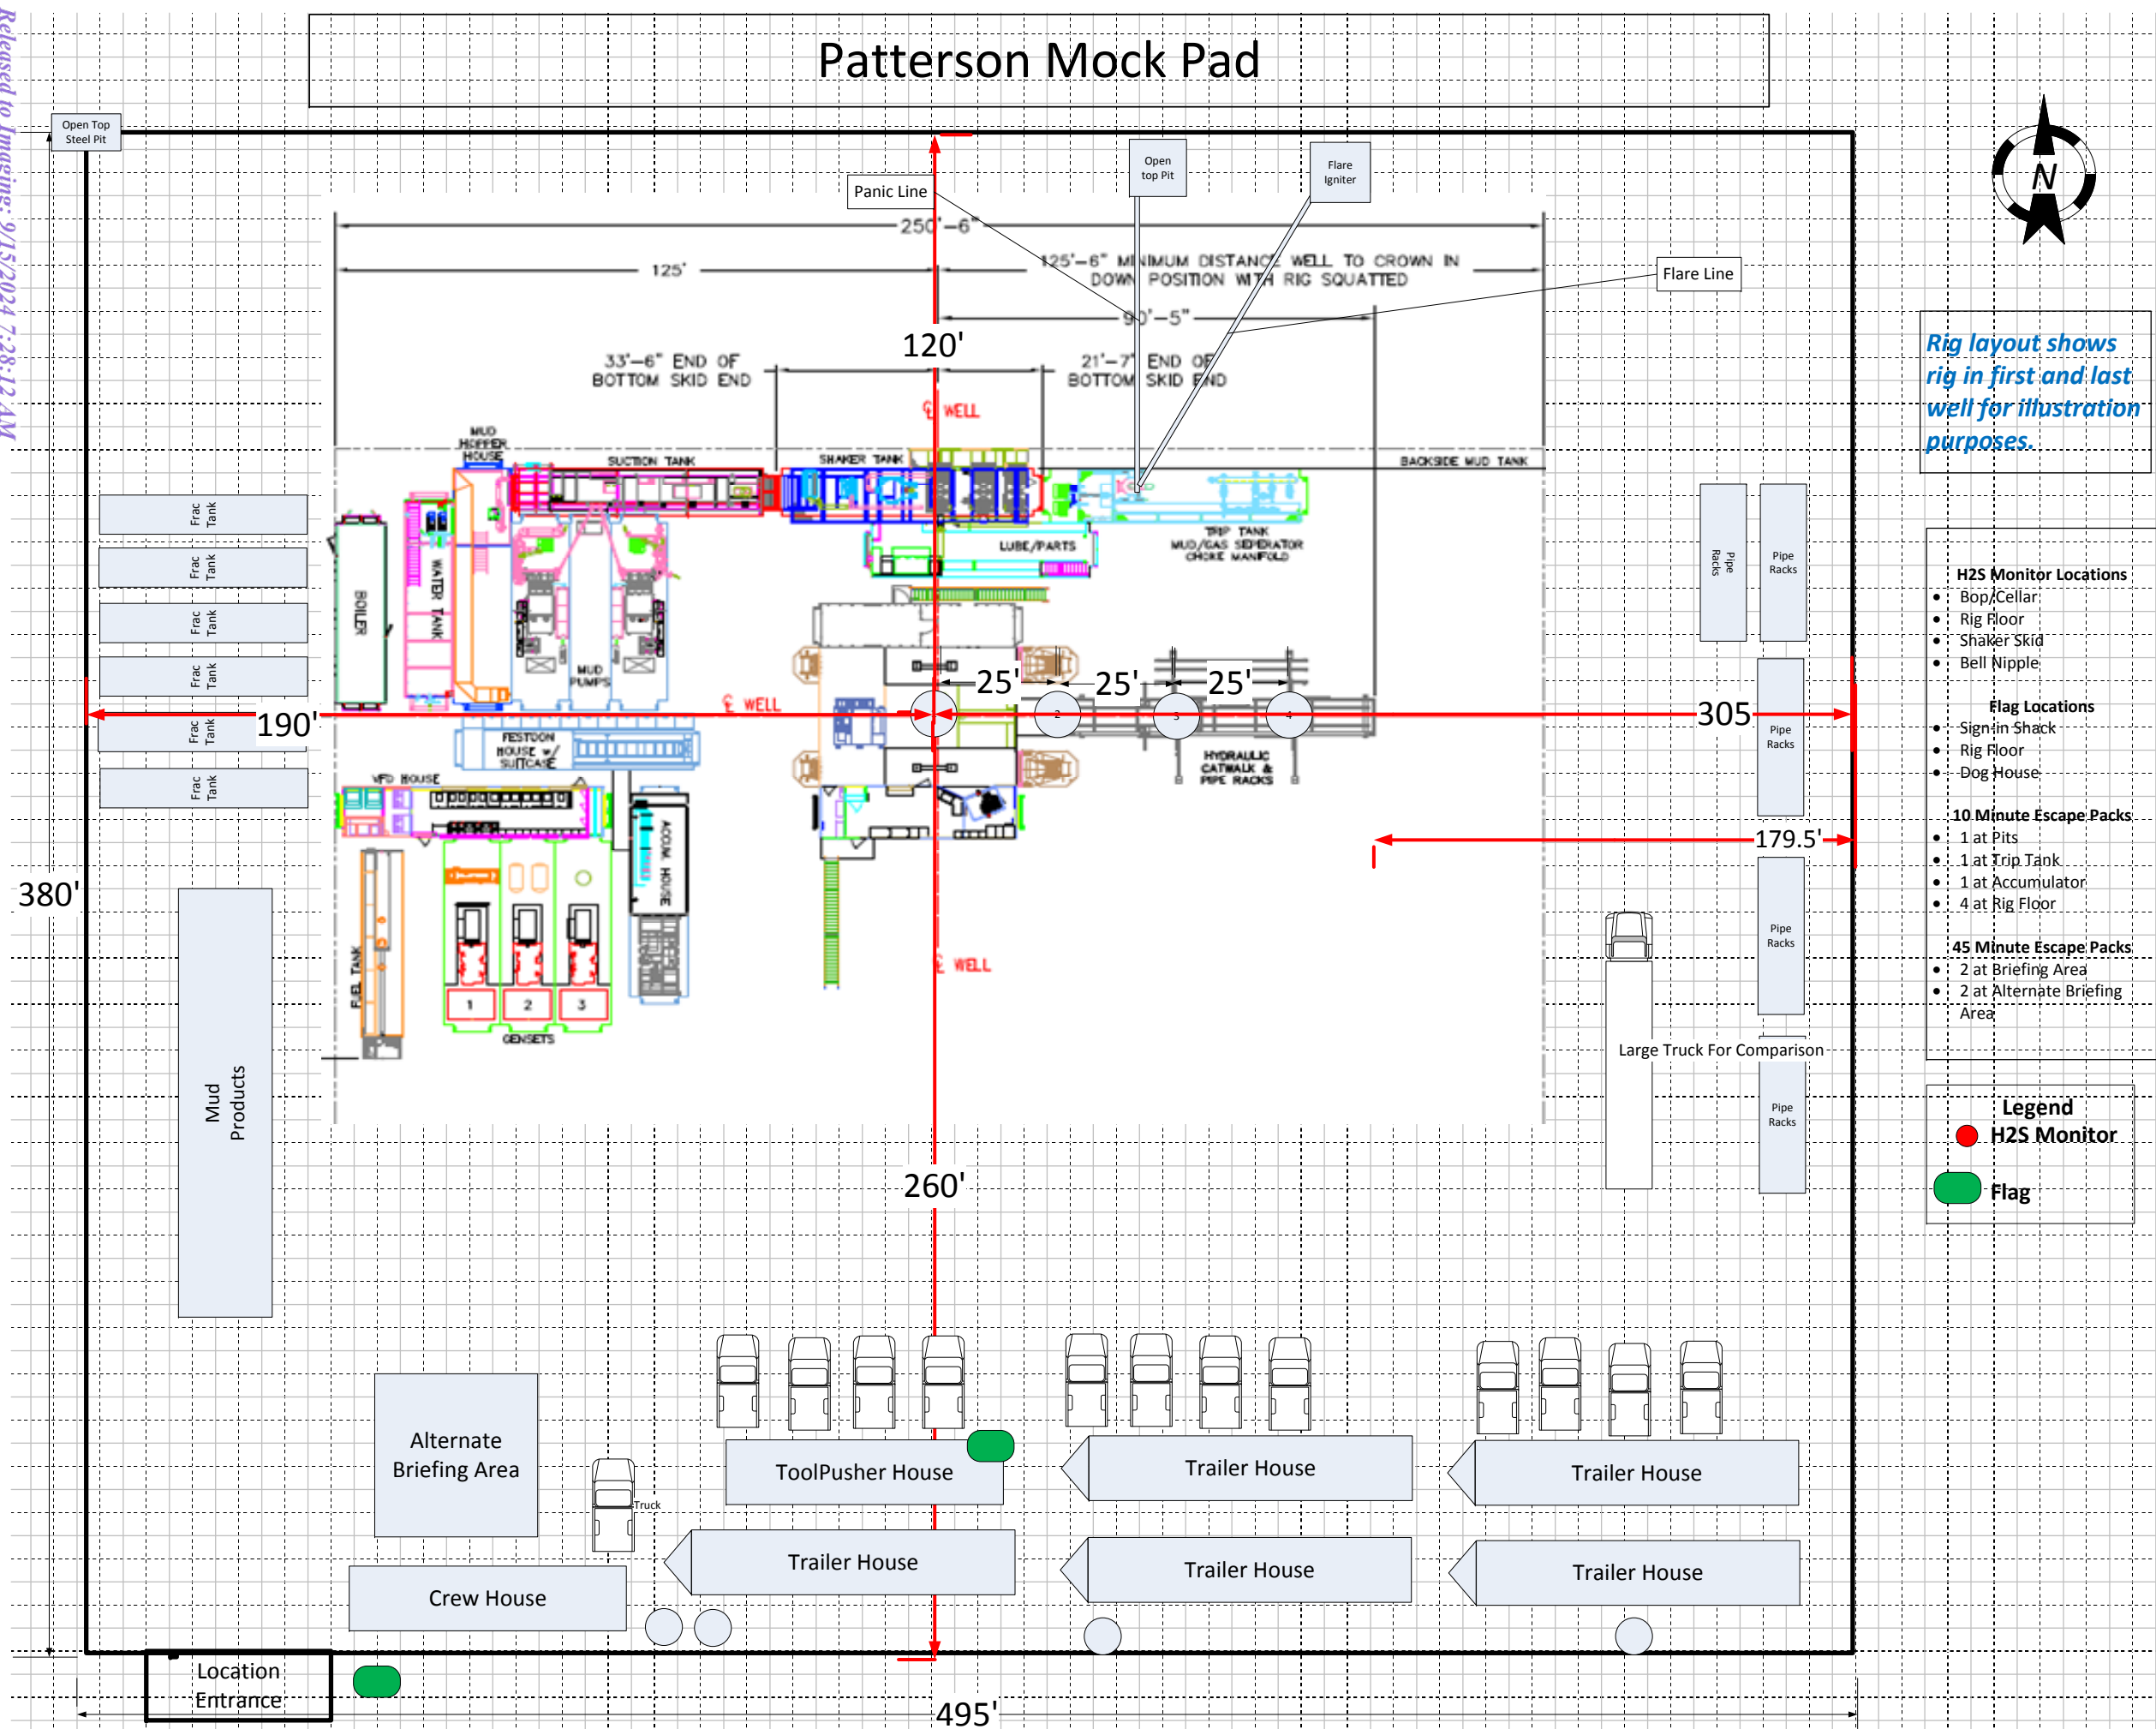 Released to Imaging: 9/15/2024 7:28:12 AM
Patterson Mock Pad
Open Top
Steel Pit
Open
top Pit
Flare
Igniter
Panic Line
N
250'-6"
125'
125'-6" MINIMUM DISTANCE WELL TO CROWN IN
DOWN POSITION WITH RIG SQUATTED
Flare Line
90'-5"
120'
33'-6" END OF
BOTTOM SKID END
21'-7" END OF
BOTTOM SKID END
Rig layout shows
rig in first and last
well for illustration
purposes.
℄ WELL
MUD
HOPPER
HOUSE
SUCTION TANK
SHAKER TANK
BACKSIDE MUD TANK
Frac
Tank
Frac
Tank
Frac
Tank
Frac
Tank
Frac
Tank
Frac
Tank
BOILER
WATER TANK
MUD
PUMPS
LUBE/PARTS
TRIP TANK
MUD/GAS SEPERATOR
CHOKE MANIFOLD
Pipe
Racks
Pipe
Racks
H2S Monitor Locations
• Bop/Cellar
• Rig Floor
• Shaker Skid
• Bell Nipple
Flag Locations
• Sign-in Shack
• Rig Floor
• Dog House
10 Minute Escape Packs
• 1 at Pits
• 1 at Trip Tank
• 1 at Accumulator
• 4 at Rig Floor
45 Minute Escape Packs
• 2 at Briefing Area
• 2 at Alternate Briefing
Area
25'
25'
25'
℄ WELL
190'
2
3
4
305
Pipe
Racks
FESTOON
HOUSE w/
SUITCASE
HYDRAULIC
CATWALK &
PIPE RACKS
VFD HOUSE
ACCUM. HOUSE
179.5'
380'
Pipe
Racks
FUEL TANK
℄ WELL
1
2
3
GENSETS
Large Truck For Comparison
Pipe
Racks
Mud
Products
Legend
H2S Monitor
Flag
260'
Alternate
Briefing Area
Truck
ToolPusher House
Trailer House
Trailer House
Trailer House
Trailer House
Trailer House
Crew House
Location
Entrance
495'